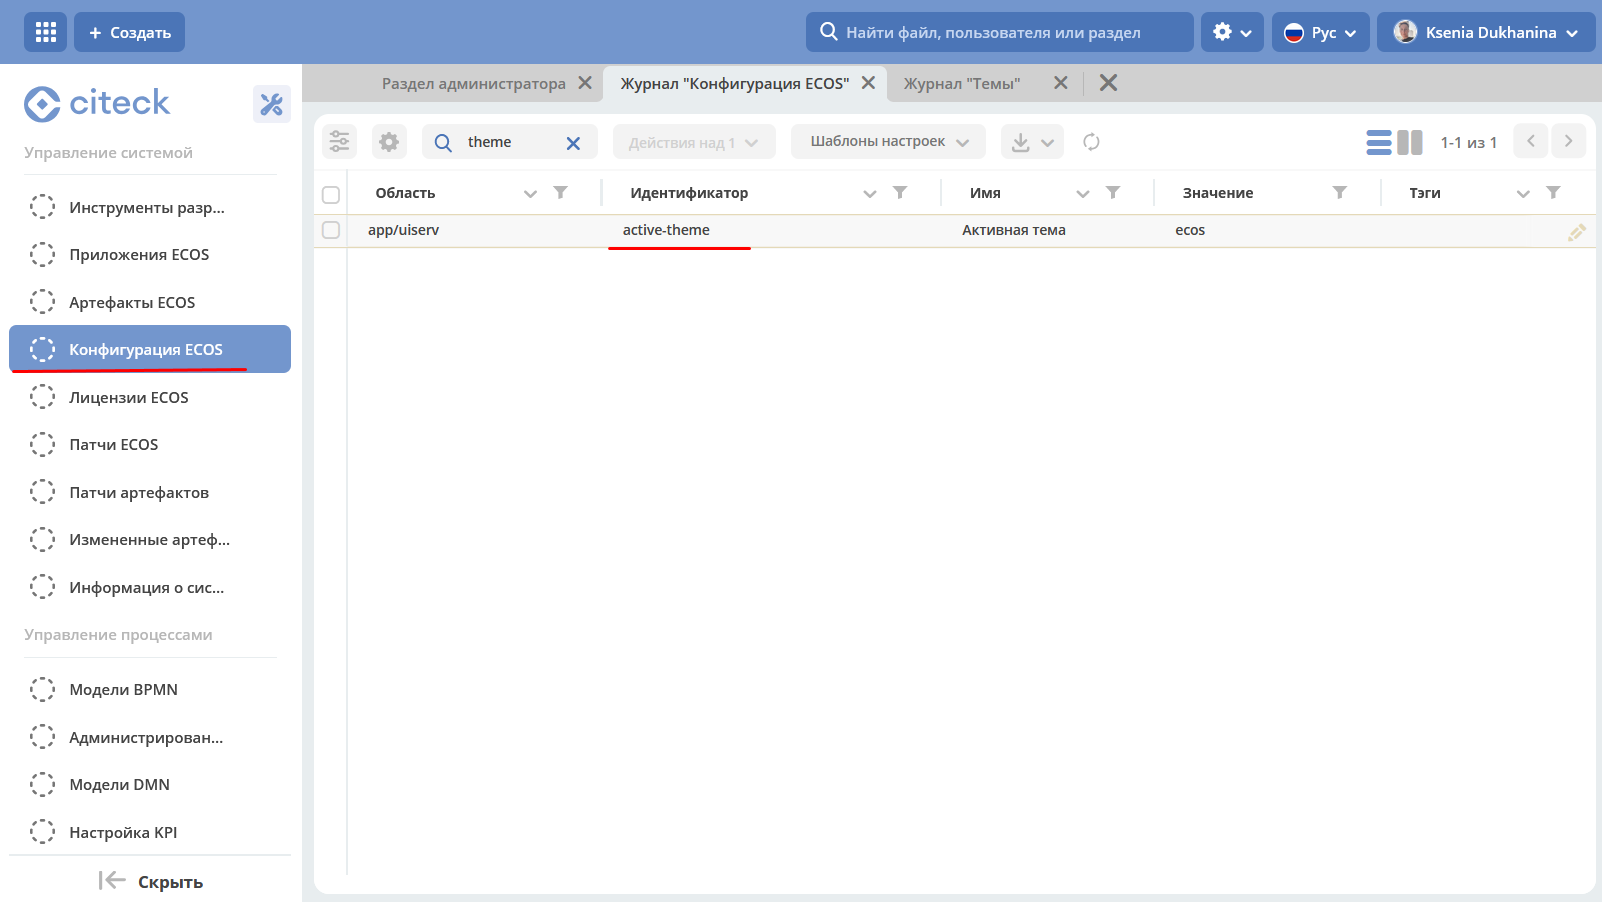 + Создать
Найти файл, пользователя или раздел
Рус
Ksenia Dukhanina
citeck
Управление системой
Инструменты разр...
Приложения ECOS
Артефакты ECOS
Конфигурация ECOS
Лицензии ECOS
Патчи ECOS
Патчи артефактов
Измененные артеф...
Информация о сис...
Управление процессами
Модели BPMN
Администрирован...
Модели DMN
Настройка KPI
Скрыть
Раздел администратора
Журнал "Конфигурация ECOS"
Журнал "Темы"
theme
Действия над 1
Шаблоны настроек
1-1 из 1
Область Идентификатор Имя Значение Тэги
app/uiserv active-theme Активная тема ecos